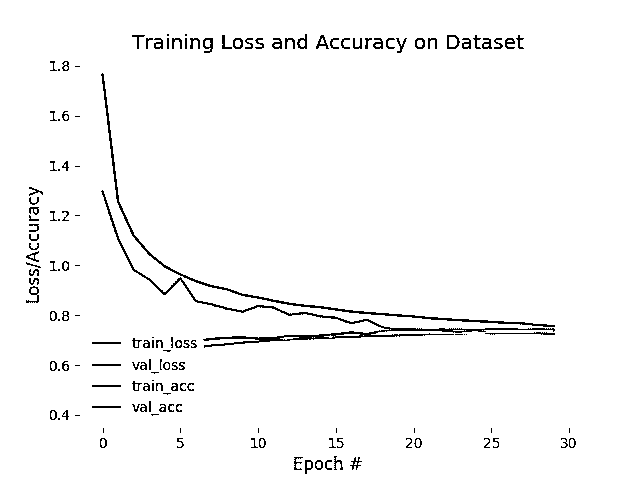 Training Loss and Accuracy on Dataset
1.8
1.6
1.4
1.2
1.0
0.8
0.6
0.4
Loss/Accuracy
train_loss
val_loss
train_acc
val_acc
0 5 10 15 20 25 30
Epoch #